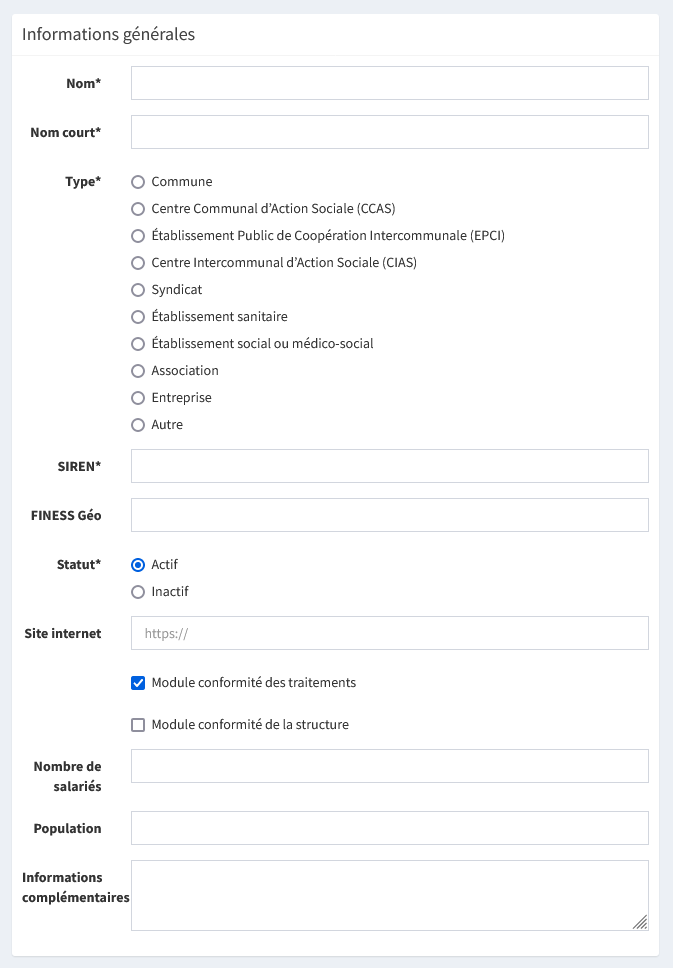 Informations générales
Nom*
Nom court*
Type*
Commune
Centre Communal d’Action Sociale (CCAS)
Établissement Public de Coopération Intercommunale (EPCI)
Centre Intercommunal d’Action Sociale (CIAS)
Syndicat
Établissement sanitaire
Établissement social ou médico-social
Association
Entreprise
Autre
SIREN*
FINESS Géo
Statut*
Actif
Inactif
Site internet
https://
Module conformité des traitements
Module conformité de la structure
Nombre de
salariés
Population
Informations
complémentaires